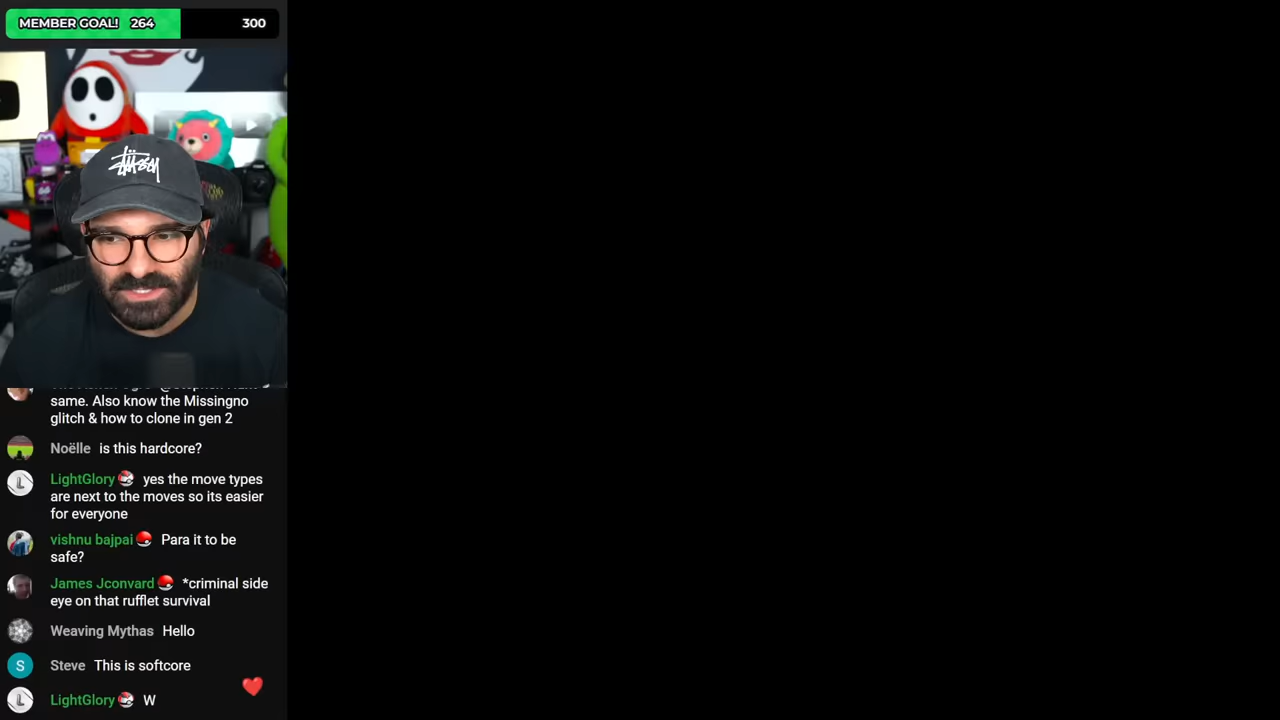 MEMBER GOAL! 264 300
STÜSSY
same. Also know the Missingno
glitch & how to clone in gen 2
Noëlle is this hardcore?
LightGlory yes the move types
are next to the moves so its easier
for everyone
vishnu bajpai Para it to be
safe?
James Jconvard *criminal side
eye on that rufflet survival
Weaving Mythas Hello
S Steve This is softcore
L LightGlory W